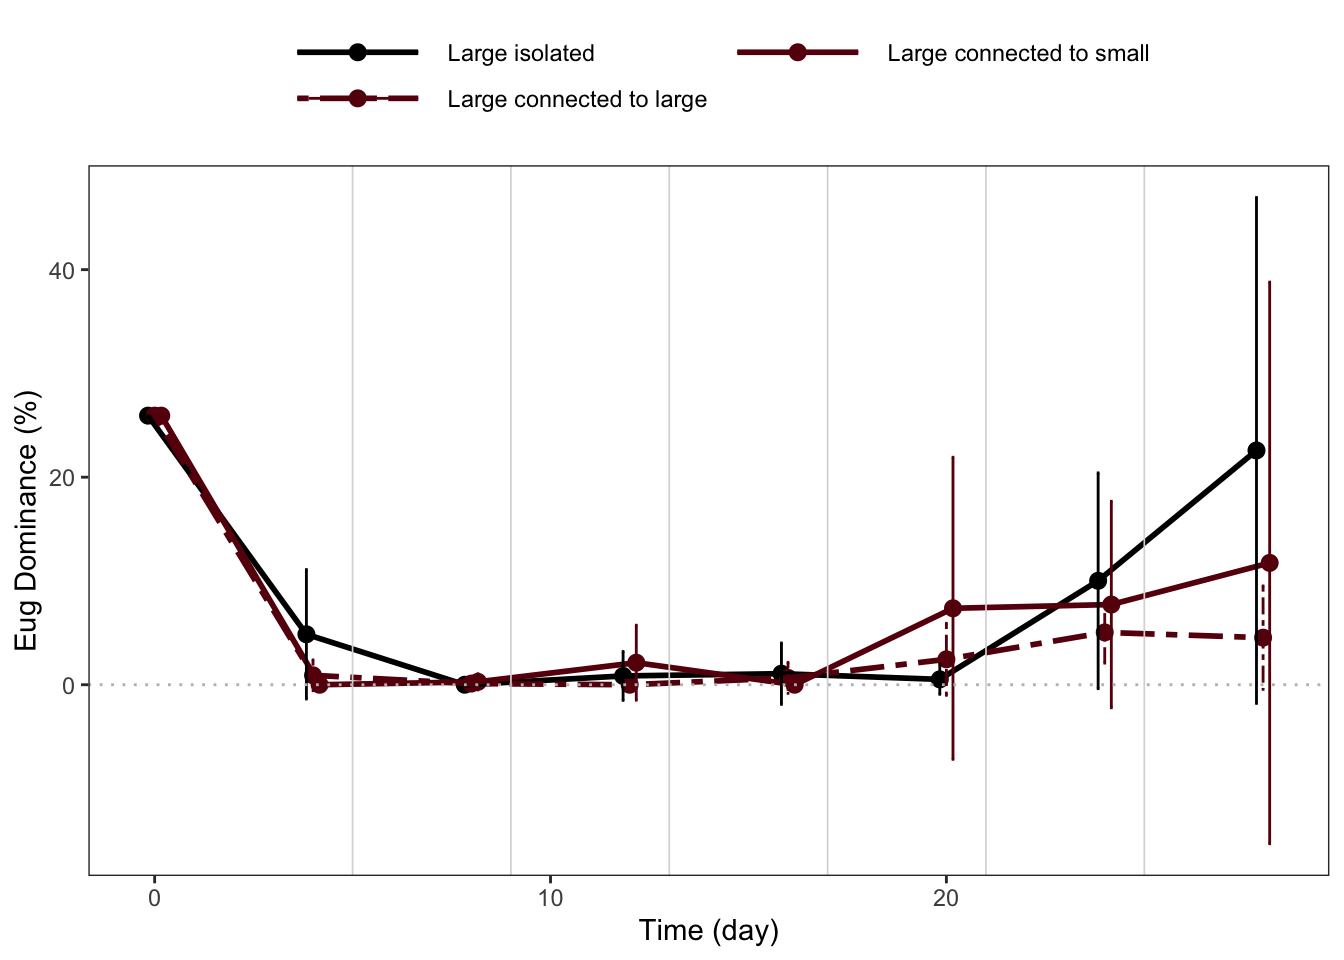 Large isolated
Large connected to small
Large connected to large
Eug Dominance (%)
40
20
0
0
10
20
Time (day)